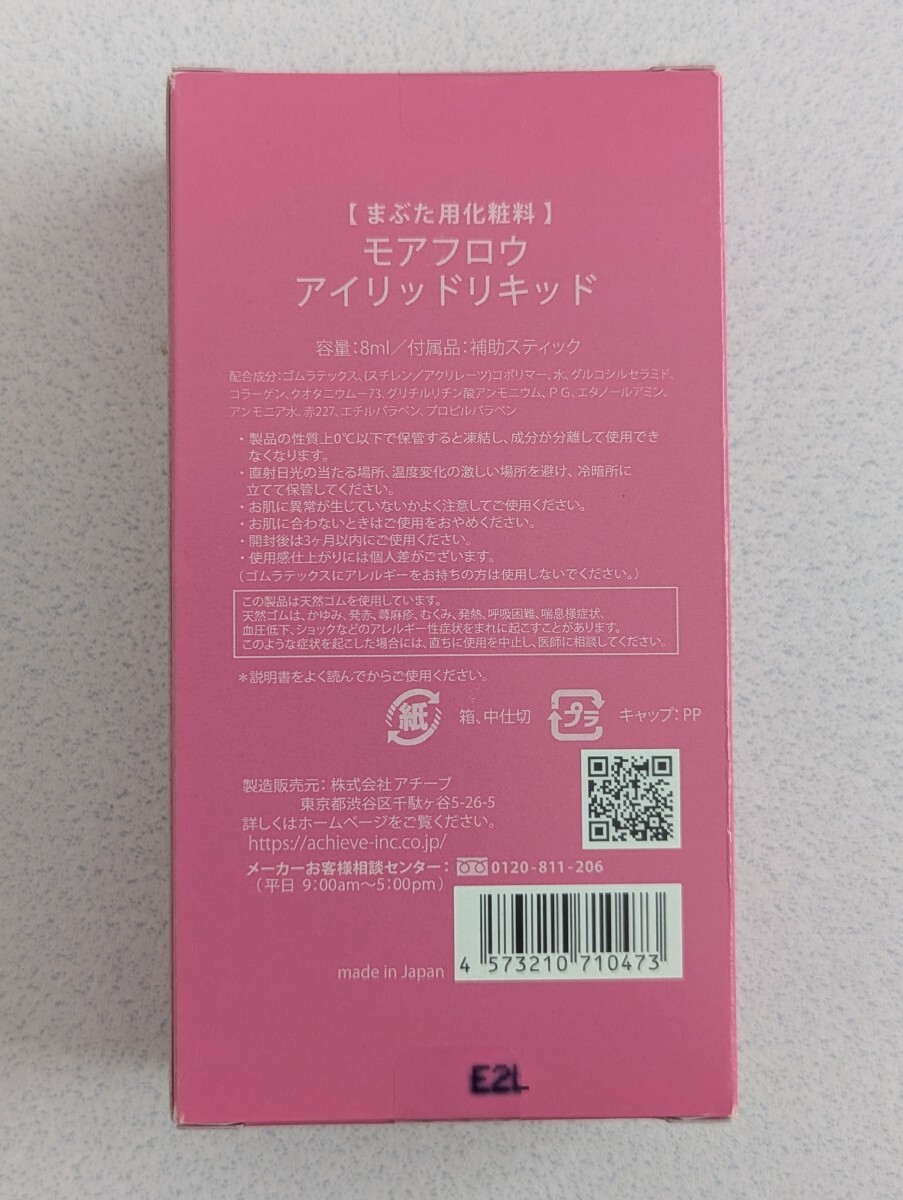 【 まぶた用化粧料 】
モアフロウ
アイリッドリキッド
容量:8ml/付属品:補助スティック
配合成分:ゴムラテックス、(スチレン/アクリレーツ)コポリマー、水、グルコシルセラミド、
コラーゲン、クオタニウム－73、グリチルリチン酸アンモニウム、PG、エタノールアミン、
アンモニア水、赤227、エチルパラベン、プロピルパラベン
・製品の性質上0℃以下で保管すると凍結し、成分が分離して使用でき
なくなります。
・直射日光の当たる場所、温度変化の激しい場所を避け、冷暗所に
立てて保管してください。
・お肌に異常が生じていないかよく注意してご使用ください。
・お肌に合わないときはご使用をおやめください。
・開封後は3ヶ月以内にご使用ください。
・使用感仕上がりには個人差がございます。
(ゴムラテックスにアレルギーをお持ちの方は使用しないでください。)
この製品は天然ゴムを使用しています。
天然ゴムは、かゆみ、発赤、蕁麻疹、むくみ、発熱、呼吸困難、喘息様症状、
血圧低下、ショックなどのアレルギー性症状をまれに起こすことがあります。
このような症状を起こした場合には、直ちに使用を中止し、医師に相談してください。
＊説明書をよく読んでからご使用ください。
紙 箱、中仕切 プラ キャップ:PP
製造販売元:株式会社アチーブ
東京都渋谷区千駄ヶ谷5-26-5
詳しくはホームページをご覧ください。
https://achieve-inc.co.jp/
メーカーお客様相談センター: 0120-811-206
(平日 9:00am～5:00pm)
made in Japan
4 573210 710473
E2L